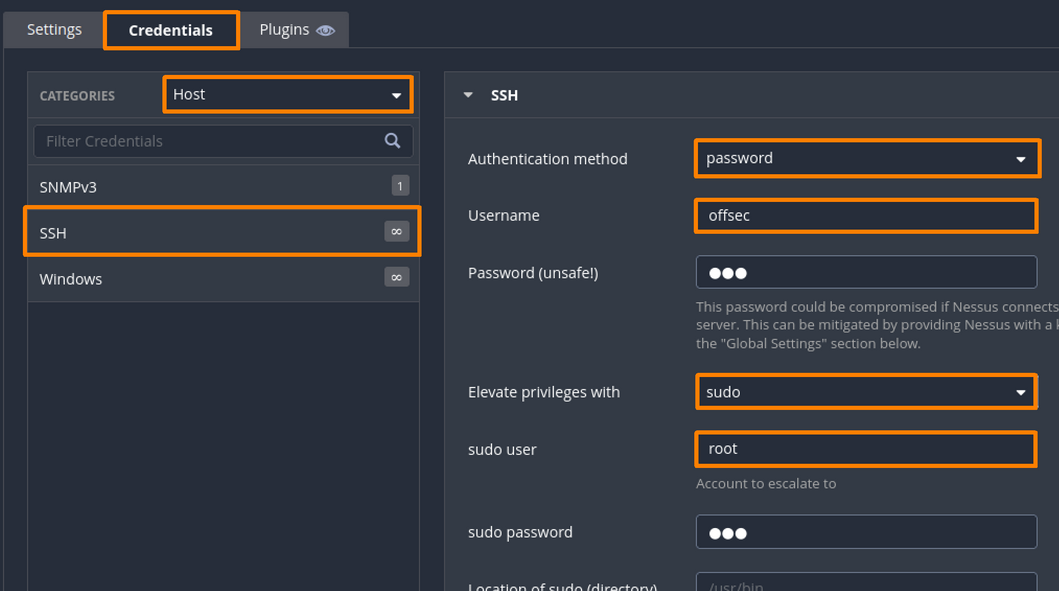 Settings
Credentials
Plugins
CATEGORIES
Host
Filter Credentials
SNMPv3
1
SSH
∞
Windows
∞
SSH
Authentication method
password
Username
offsec
Password (unsafe!)
●●●
This password could be compromised if Nessus connects
server. This can be mitigated by providing Nessus with a k
the "Global Settings" section below.
Elevate privileges with
sudo
sudo user
root
Account to escalate to
sudo password
●●●
Location of sudo (directory)
/usr/bin